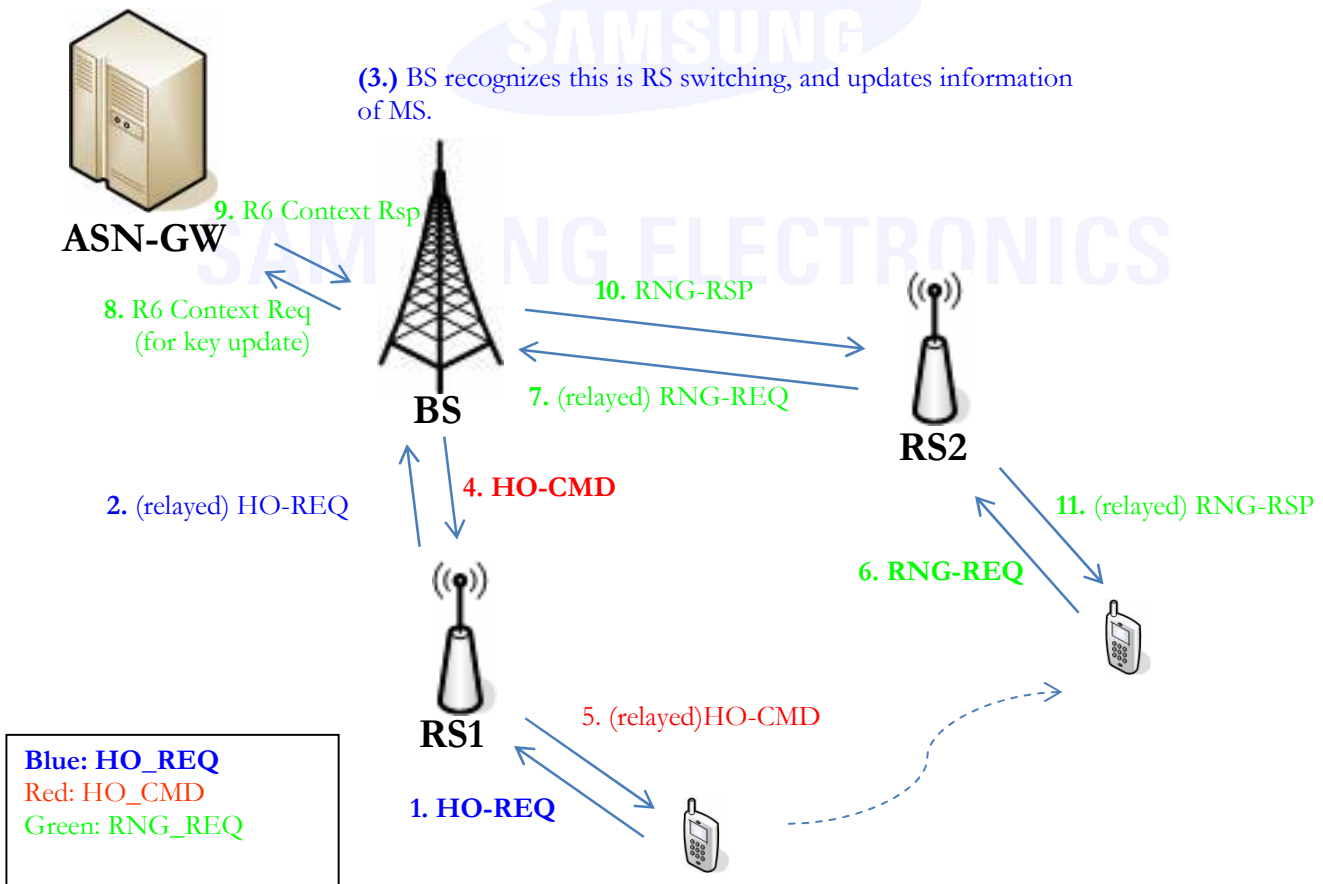 SAMSUNG
(3.) BS recognizes this is RS switching, and updates information
of MS.
9. R6 Context Rsp
ASN-GW
SAMSUNG ELECTRONICS
8. R6 Context Req
(for key update)
10. RNG-RSP
7. (relayed) RNG-REQ
BS
RS2
2. (relayed) HO-REQ
4. HO-CMD
11. (relayed) RNG-RSP
6. RNG-REQ
5. (relayed)HO-CMD
RS1
1. HO-REQ
Blue: HO_REQ
Red: HO_CMD
Green: RNG_REQ